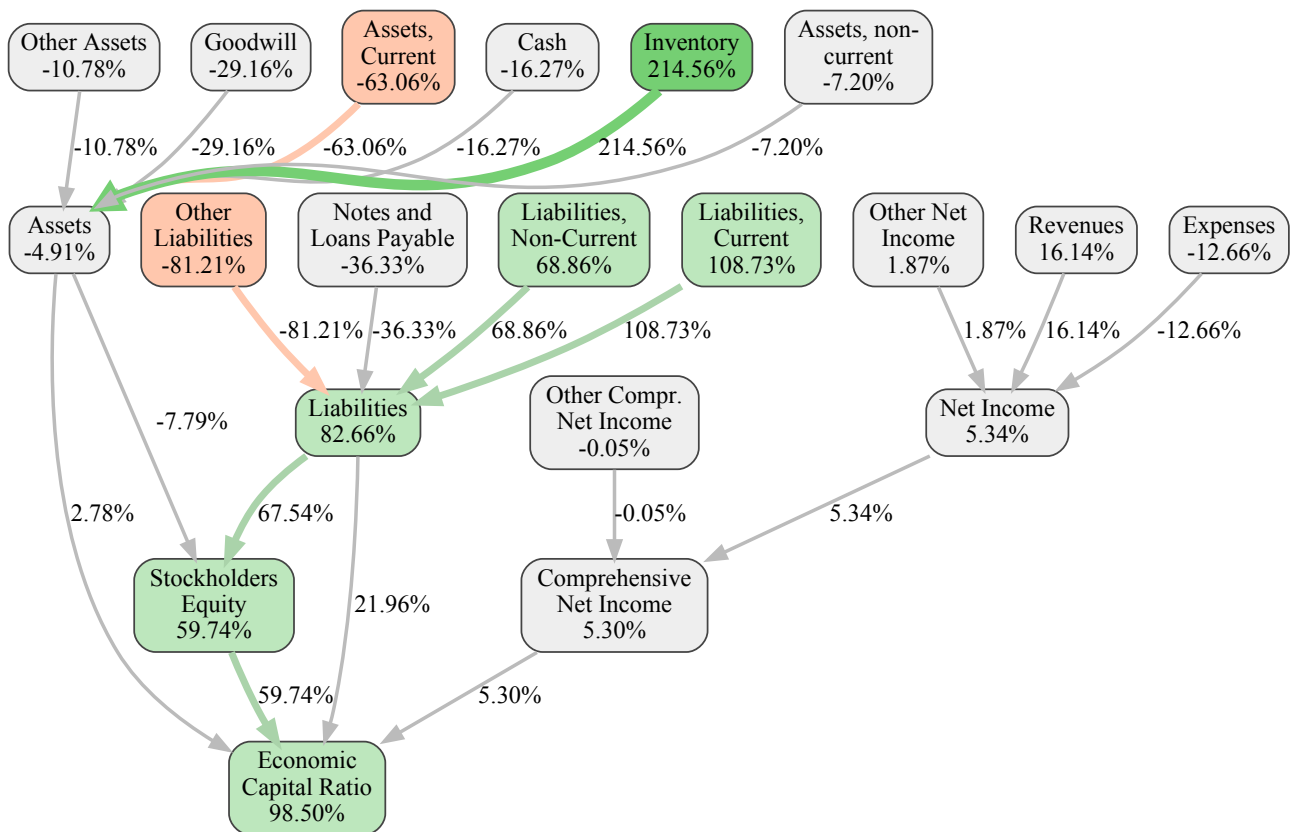 Other Assets
-10.78%
Goodwill
-29.16%
Assets,
Current
-63.06%
Cash
-16.27%
Inventory
214.56%
Assets, non-
current
-7.20%
-10.78%
-29.16%
-63.06%
-16.27%
214.56%
-7.20%
Assets
-4.91%
Other
Liabilities
-81.21%
Notes and
Loans Payable
-36.33%
Liabilities,
Non-Current
68.86%
Liabilities,
Current
108.73%
Other Net
Income
1.87%
Revenues
16.14%
Expenses
-12.66%
-81.21%
-36.33%
68.86%
108.73%
1.87%
16.14%
-12.66%
Liabilities
82.66%
Other Compr.
Net Income
-0.05%
Net Income
5.34%
-7.79%
2.78%
67.54%
-0.05%
5.34%
Stockholders
Equity
59.74%
21.96%
Comprehensive
Net Income
5.30%
59.74%
5.30%
Economic
Capital Ratio
98.50%